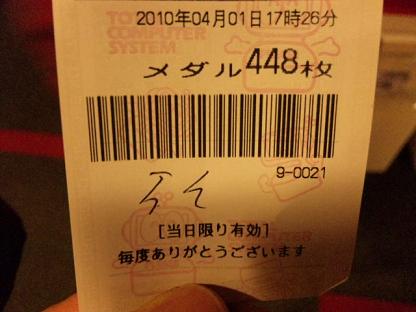 TO
COMPUTER
SYSTEM
2010年04月01日17時26分
メダル448枚
9-0021
[当日限り有効]
毎度ありがとうございます